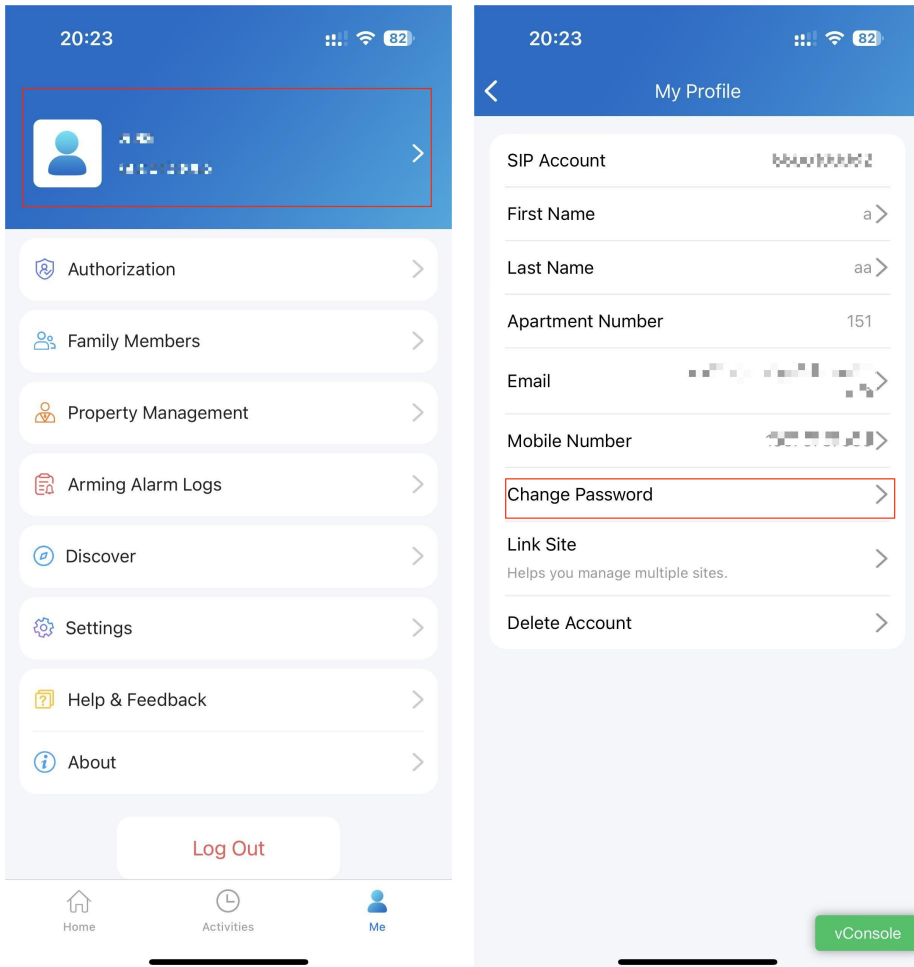 20:23
82
Authorization
Family Members
Property Management
Arming Alarm Logs
Discover
Settings
Help & Feedback
About
Log Out
Home
Activities
Me
20:23
82
My Profile
SIP Account
First Name
a
Last Name
aa
Apartment Number
151
Email
Mobile Number
Change Password
Link Site
Helps you manage multiple sites.
Delete Account
vConsole